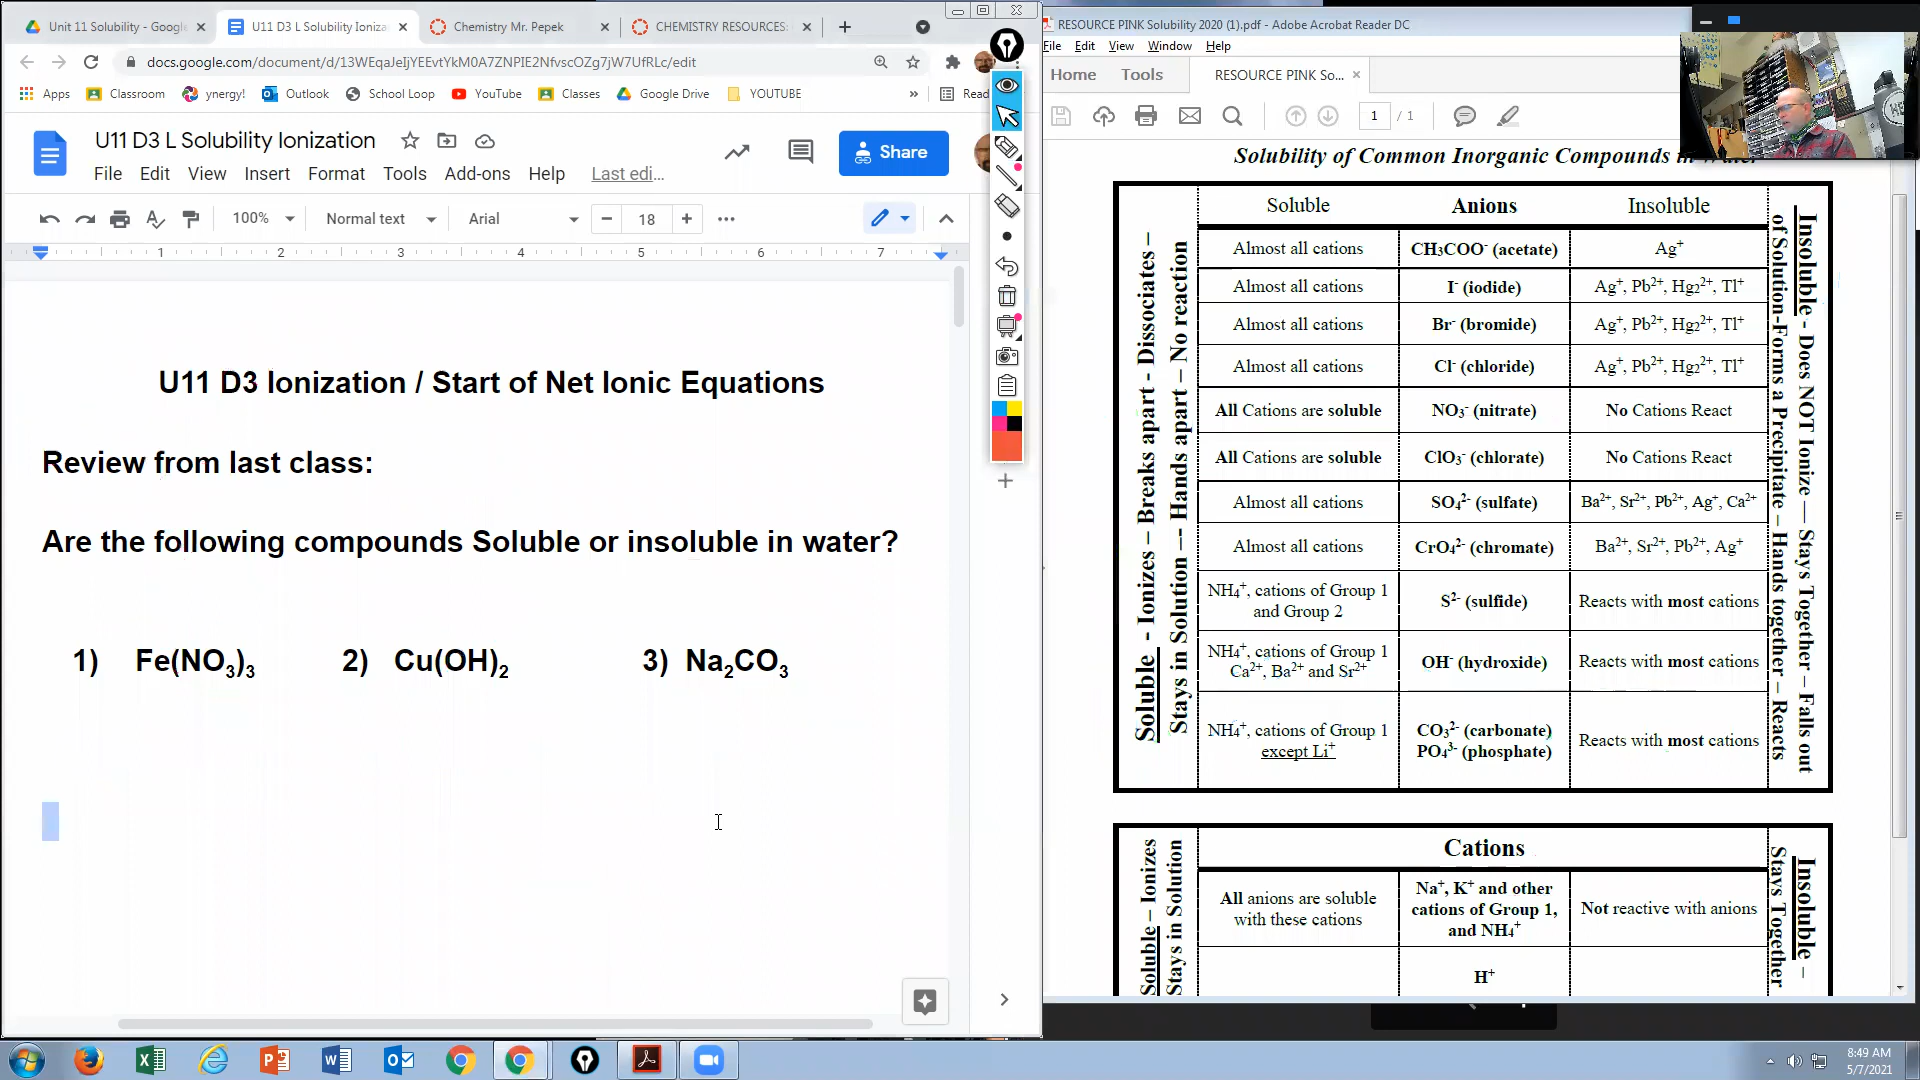 Unit 11 Solubility - Google
U11 D3 L Solubility Ionizat
Chemistry Mr. Pepek
CHEMISTRY RESOURCES:
docs.google.com/document/d/13WEqaJeIjYEEvtYkM0A7ZNPIE2NfvscOZg7jW7UfRLc/edit
Apps Classroom ynergy! Outlook School Loop YouTube Classes Google Drive YOUTUBE » Read
U11 D3 L Solubility Ionization
Share
File Edit View Insert Format Tools Add-ons Help Last edi...
100% Normal text Arial 18
1 2 3 4 5 6 7
U11 D3 Ionization / Start of Net Ionic Equations
Review from last class:
Are the following compounds Soluble or insoluble in water?
1) Fe(NO₃)₃ 2) Cu(OH)₂ 3) Na₂CO₃
RESOURCE PINK Solubility 2020 (1).pdf - Adobe Acrobat Reader DC
File Edit View Window Help
Home Tools RESOURCE PINK So... ×
1 / 1
Solubility of Common Inorganic Compounds in Water
Soluble - Ionizes – Breaks apart - Dissociates –
Stays in Solution –- Hands apart – No reaction
Soluble Anions Insoluble
Almost all cations CH₃COO⁻ (acetate) Ag⁺
Almost all cations I⁻ (iodide) Ag⁺, Pb²⁺, Hg₂²⁺, Tl⁺
Almost all cations Br⁻ (bromide) Ag⁺, Pb²⁺, Hg₂²⁺, Tl⁺
Almost all cations Cl⁻ (chloride) Ag⁺, Pb²⁺, Hg₂²⁺, Tl⁺
All Cations are soluble NO₃⁻ (nitrate) No Cations React
All Cations are soluble ClO₃⁻ (chlorate) No Cations React
Almost all cations SO₄²⁻ (sulfate) Ba²⁺, Sr²⁺, Pb²⁺, Ag⁺, Ca²⁺
Almost all cations CrO₄²⁻ (chromate) Ba²⁺, Sr²⁺, Pb²⁺, Ag⁺
NH₄⁺, cations of Group 1
and Group 2
S²⁻ (sulfide)
Reacts with most cations
NH₄⁺, cations of Group 1
Ca²⁺, Ba²⁺ and Sr²⁺
OH⁻ (hydroxide)
Reacts with most cations
NH₄⁺, cations of Group 1
except Li⁺
CO₃²⁻ (carbonate)
PO₄³⁻ (phosphate)
Reacts with most cations
Insoluble - Does NOT Ionize — Stays Together – Falls out
of Solution-Forms a Precipitate – Hands together – Reacts
Soluble – Ionizes
Stays in Solution
Cations
All anions are soluble
with these cations
Na⁺, K⁺ and other
cations of Group 1,
and NH₄⁺
Not reactive with anions
H⁺
Insoluble –
Stays Together
8:49 AM
5/7/2021